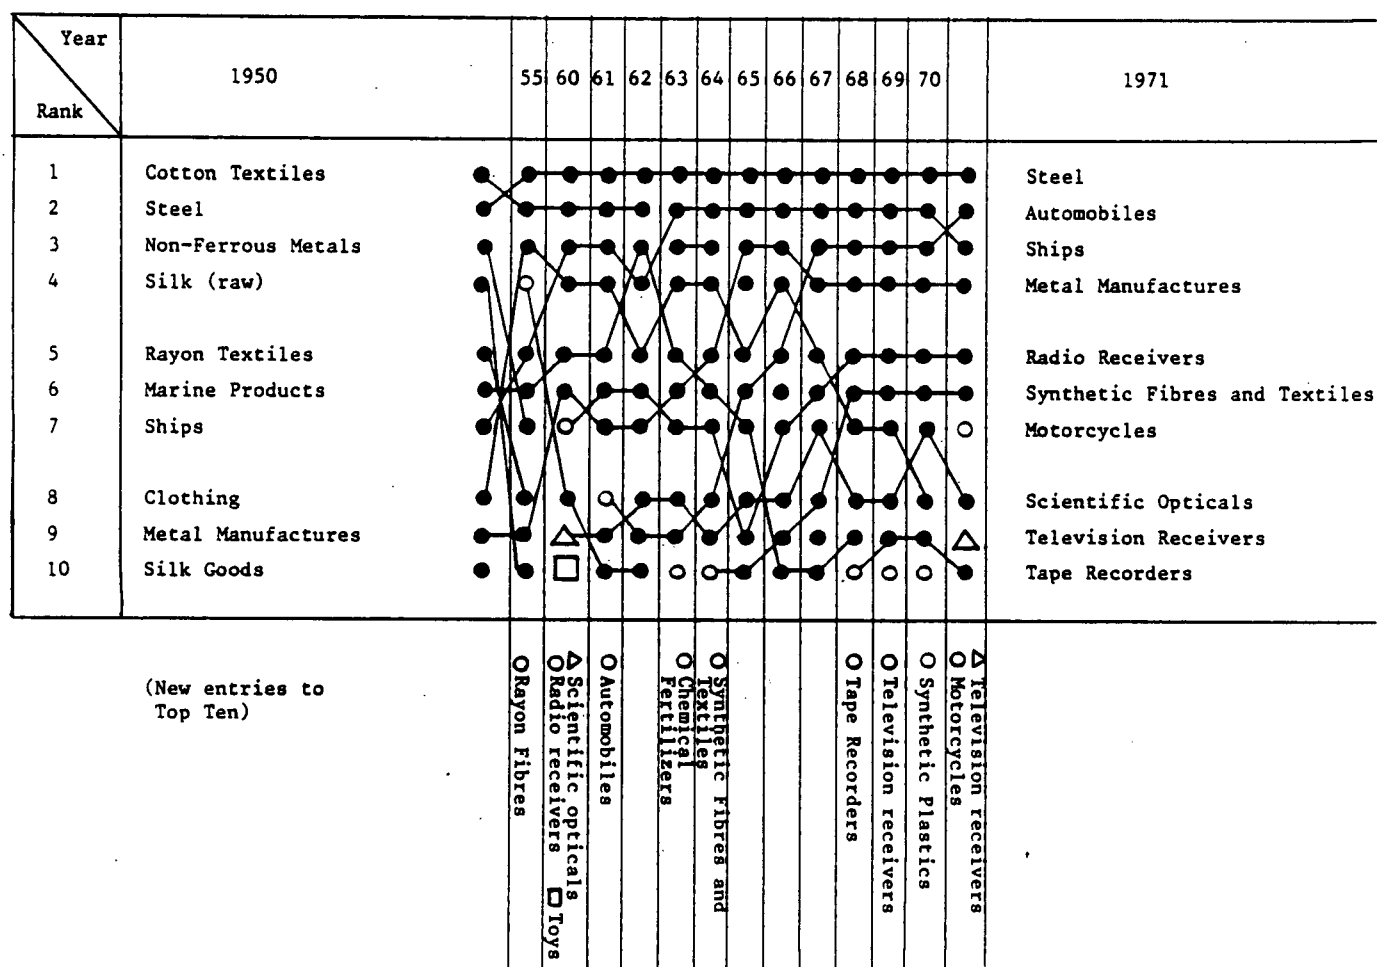 Year
Rank
1950 55 60 61 62 63 64 65 66 67 68 69 70 1971
1 Cotton Textiles Steel
2 Steel Automobiles
3 Non-Ferrous Metals Ships
4 Silk (raw) Metal Manufactures
5 Rayon Textiles Radio Receivers
6 Marine Products Synthetic Fibres and Textiles
7 Ships Motorcycles
8 Clothing Scientific Opticals
9 Metal Manufactures Television Receivers
10 Silk Goods Tape Recorders
(New entries to
Top Ten)
Rayon Fibres
Scientific opticals
Radio receivers Toys
Automobiles
Chemical
Fertilizers
Synthetic Fibres and
Textiles
Tape Recorders
Television receivers
Synthetic Plastics
Television receivers
Motorcycles